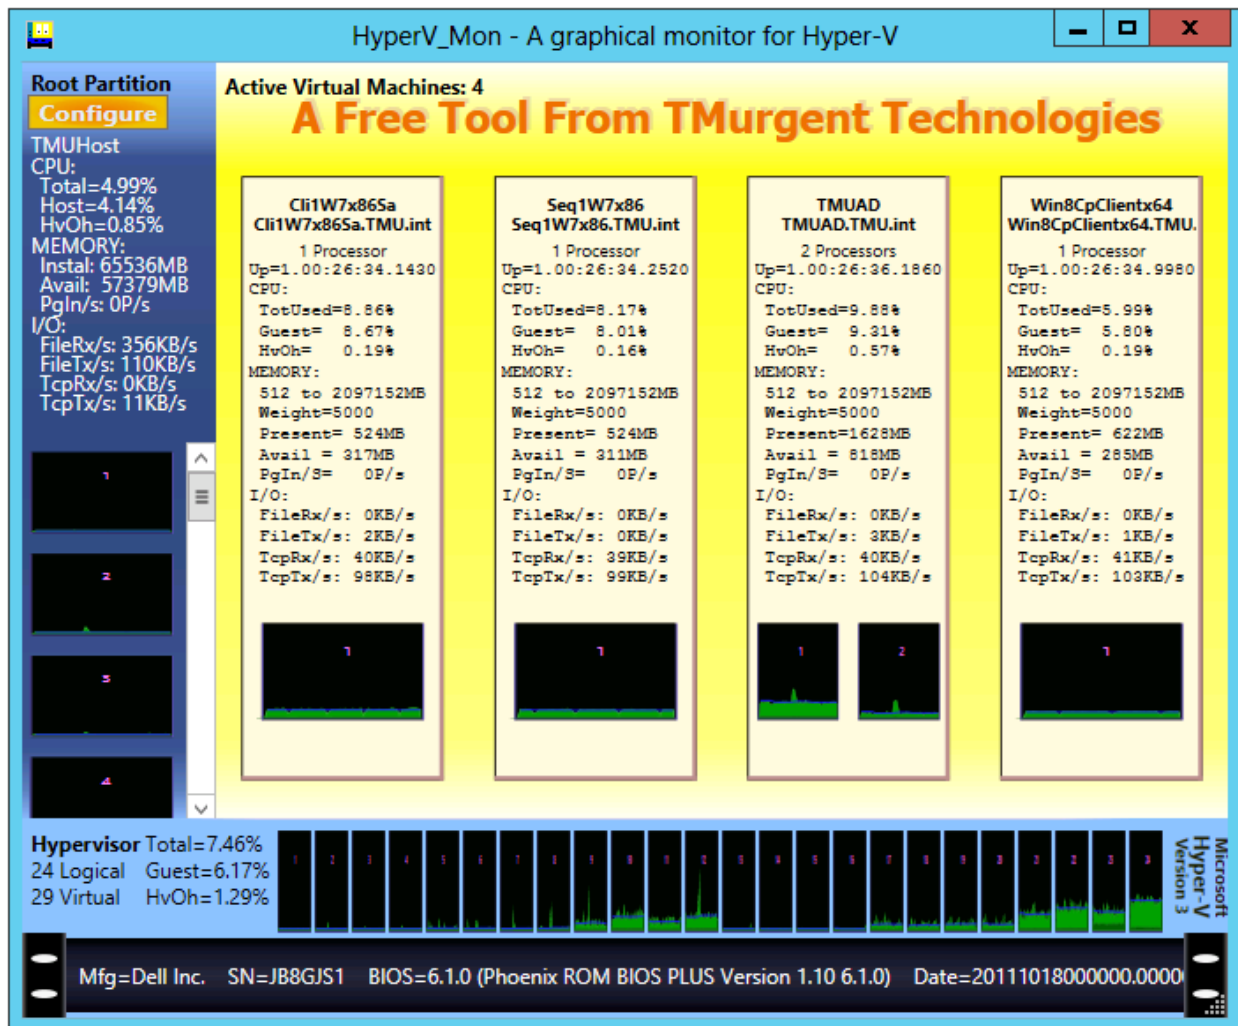 HyperV_Mon - A graphical monitor for Hyper-V
Root Partition
Configure
TMUHost
CPU:
Total=4.99%
Host=4.14%
HvOh=0.85%
MEMORY:
Instal: 65536MB
Avail: 57379MB
PgIn/s: 0P/s
I/O:
FileRx/s: 356KB/s
FileTx/s: 110KB/s
TcpRx/s: 0KB/s
TcpTx/s: 11KB/s
1
2
3
4
Active Virtual Machines: 4
A Free Tool From TMurgent Technologies
Cli1W7x86Sa
Cli1W7x86Sa.TMU.int
1 Processor
Up=1.00:26:34.1430
CPU:
TotUsed=8.86%
Guest= 8.67%
HvOh= 0.19%
MEMORY:
512 to 2097152MB
Weight=5000
Present= 524MB
Avail = 317MB
PgIn/S= 0P/s
I/O:
FileRx/s: 0KB/s
FileTx/s: 2KB/s
TcpRx/s: 40KB/s
TcpTx/s: 98KB/s
1
Seq1W7x86
Seq1W7x86.TMU.int
1 Processor
Up=1.00:26:34.2520
CPU:
TotUsed=8.17%
Guest= 8.01%
HvOh= 0.16%
MEMORY:
512 to 2097152MB
Weight=5000
Present= 524MB
Avail = 311MB
PgIn/S= 0P/s
I/O:
FileRx/s: 0KB/s
FileTx/s: 0KB/s
TcpRx/s: 39KB/s
TcpTx/s: 99KB/s
1
TMUAD
TMUAD.TMU.int
2 Processors
Up=1.00:26:36.1860
CPU:
TotUsed=9.88%
Guest= 9.31%
HvOh= 0.57%
MEMORY:
512 to 2097152MB
Weight=5000
Present=1628MB
Avail = 818MB
PgIn/S= 0P/s
I/O:
FileRx/s: 0KB/s
FileTx/s: 3KB/s
TcpRx/s: 40KB/s
TcpTx/s: 104KB/s
1 2
Win8CpClientx64
Win8CpClientx64.TMU.
1 Processor
Up=1.00:26:34.9980
CPU:
TotUsed=5.99%
Guest= 5.80%
HvOh= 0.19%
MEMORY:
512 to 2097152MB
Weight=5000
Present= 622MB
Avail = 285MB
PgIn/S= 0P/s
I/O:
FileRx/s: 0KB/s
FileTx/s: 1KB/s
TcpRx/s: 41KB/s
TcpTx/s: 103KB/s
1
Hypervisor Total=7.46%
24 Logical Guest=6.17%
29 Virtual HvOh=1.29%
Microsoft
Hyper-V
Version 3
Mfg=Dell Inc. SN=JB8GJS1 BIOS=6.1.0 (Phoenix ROM BIOS PLUS Version 1.10 6.1.0) Date=20111018000000.0000